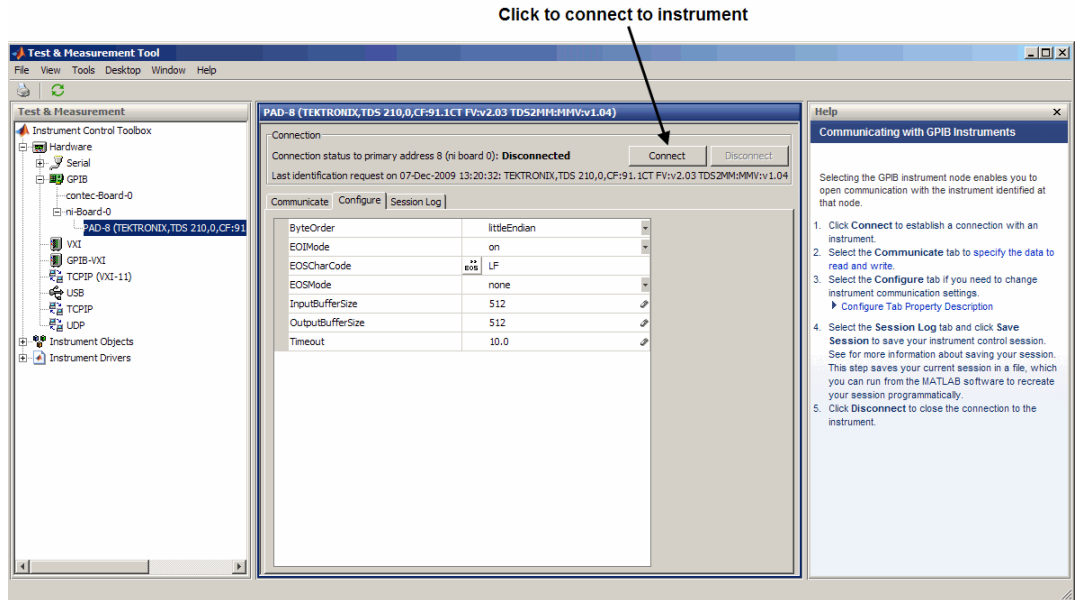 Click to connect to instrument
Test & Measurement Tool
File View Tools Desktop Window Help
Test & Measurement
Instrument Control Toolbox
Hardware
Serial
GPIB
contec-Board-0
ni-Board-0
PAD-8 (TEKTRONIX,TDS 210,0,CF:91
VXI
GPIB-VXI
TCPIP (VXI-11)
USB
TCPIP
UDP
Instrument Objects
Instrument Drivers
PAD-8 (TEKTRONIX,TDS 210,0,CF:91.1CT FV:v2.03 TDS2MM:MMV:v1.04)
Connection
Connection status to primary address 8 (ni board 0): Disconnected
Connect
Disconnect
Last identification request on 07-Dec-2009 13:20:32: TEKTRONIX,TDS 210,0,CF:91.1CT FV:v2.03 TDS2MM:MMV:v1.04
Communicate Configure Session Log
ByteOrder littleEndian
EOIMode on
EOSCharCode EOS LF
EOSMode none
InputBufferSize 512
OutputBufferSize 512
Timeout 10.0
Help
Communicating with GPIB Instruments
Selecting the GPIB instrument node enables you to
open communication with the instrument identified at
that node.
1. Click Connect to establish a connection with an
instrument.
2. Select the Communicate tab to specify the data to
read and write.
3. Select the Configure tab if you need to change
instrument communication settings.
Configure Tab Property Description
4. Select the Session Log tab and click Save
Session to save your instrument control session.
See for more information about saving your session.
This step saves your current session in a file, which
you can run from the MATLAB software to recreate
your session programmatically.
5. Click Disconnect to close the connection to the
instrument.